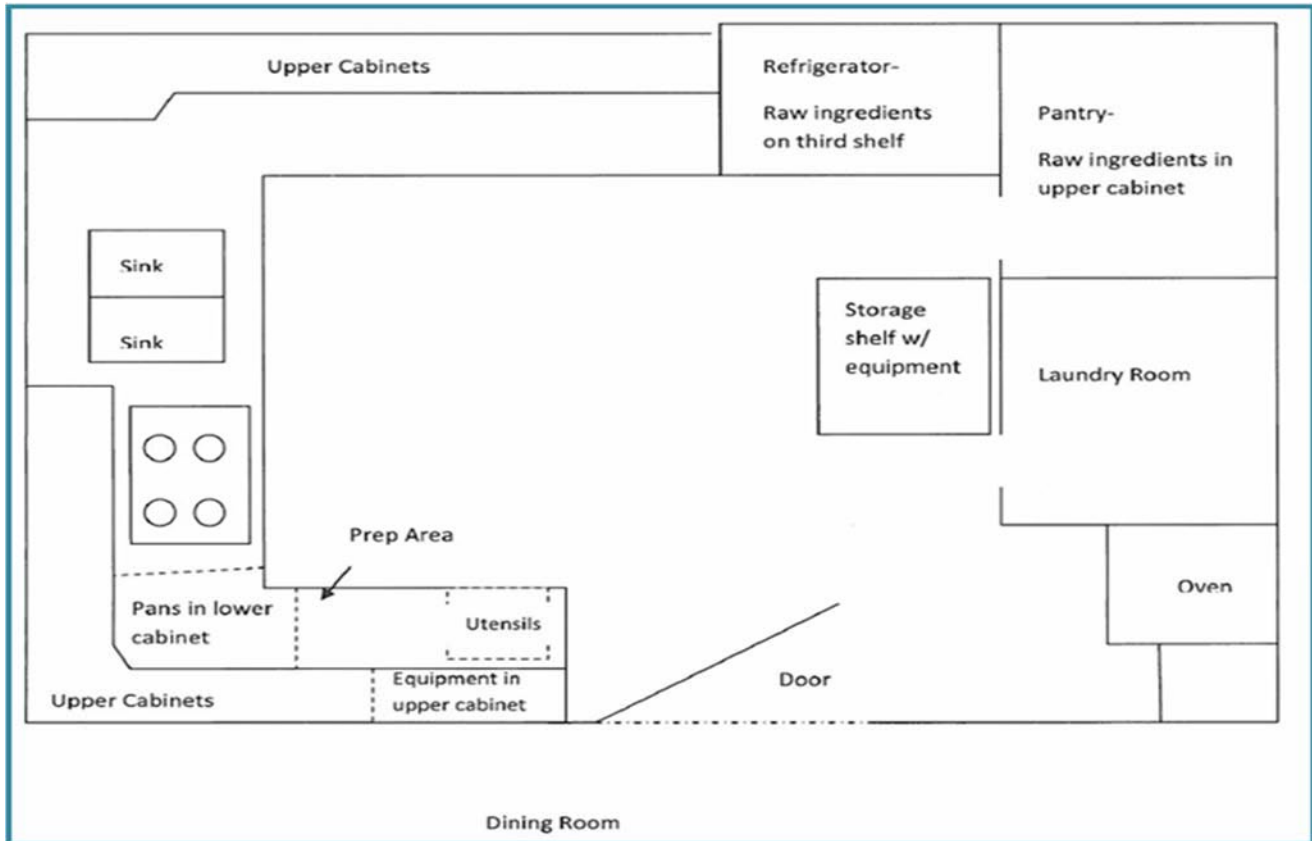 Upper Cabinets
Refrigerator-
Raw ingredients
on third shelf
Pantry-
Raw ingredients in
upper cabinet
Sink
Sink
Storage
shelf w/
equipment
Laundry Room
Prep Area
Pans in lower
cabinet
Utensils
Oven
Upper Cabinets
Equipment in
upper cabinet
Door
Dining Room